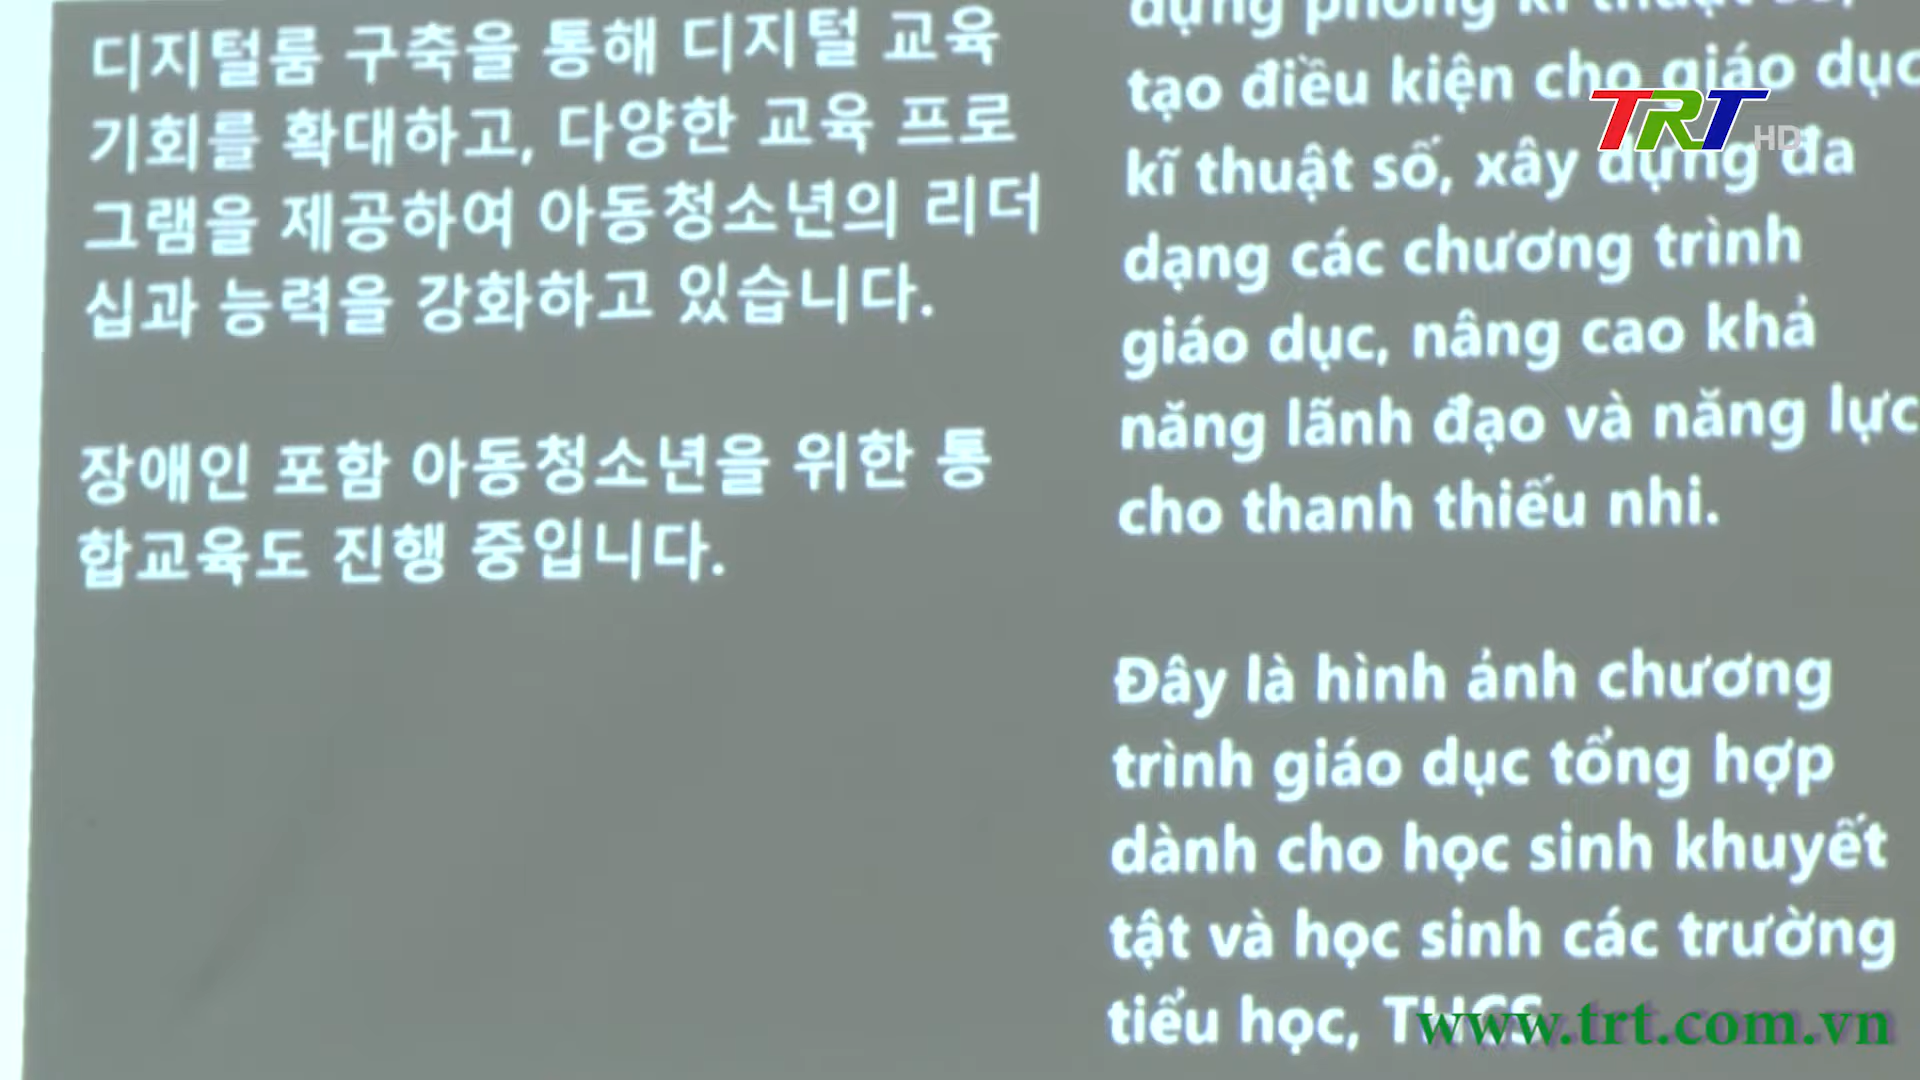 디지털룸 구축을 통해 디지털 교육
기회를 확대하고, 다양한 교육 프로
그램을 제공하여 아동청소년의 리더
십과 능력을 강화하고 있습니다.
장애인 포함 아동청소년을 위한 통
합교육도 진행 중입니다.
dựng phòng kĩ thuật số,
tạo điều kiện cho giáo dục
kĩ thuật số, xây dựng đa
dạng các chương trình
giáo dục, nâng cao khả
năng lãnh đạo và năng lực
cho thanh thiếu nhi.
Đây là hình ảnh chương
trình giáo dục tổng hợp
dành cho học sinh khuyết
tật và học sinh các trường
tiểu học, THCS
TRT HD
www.trt.com.vn